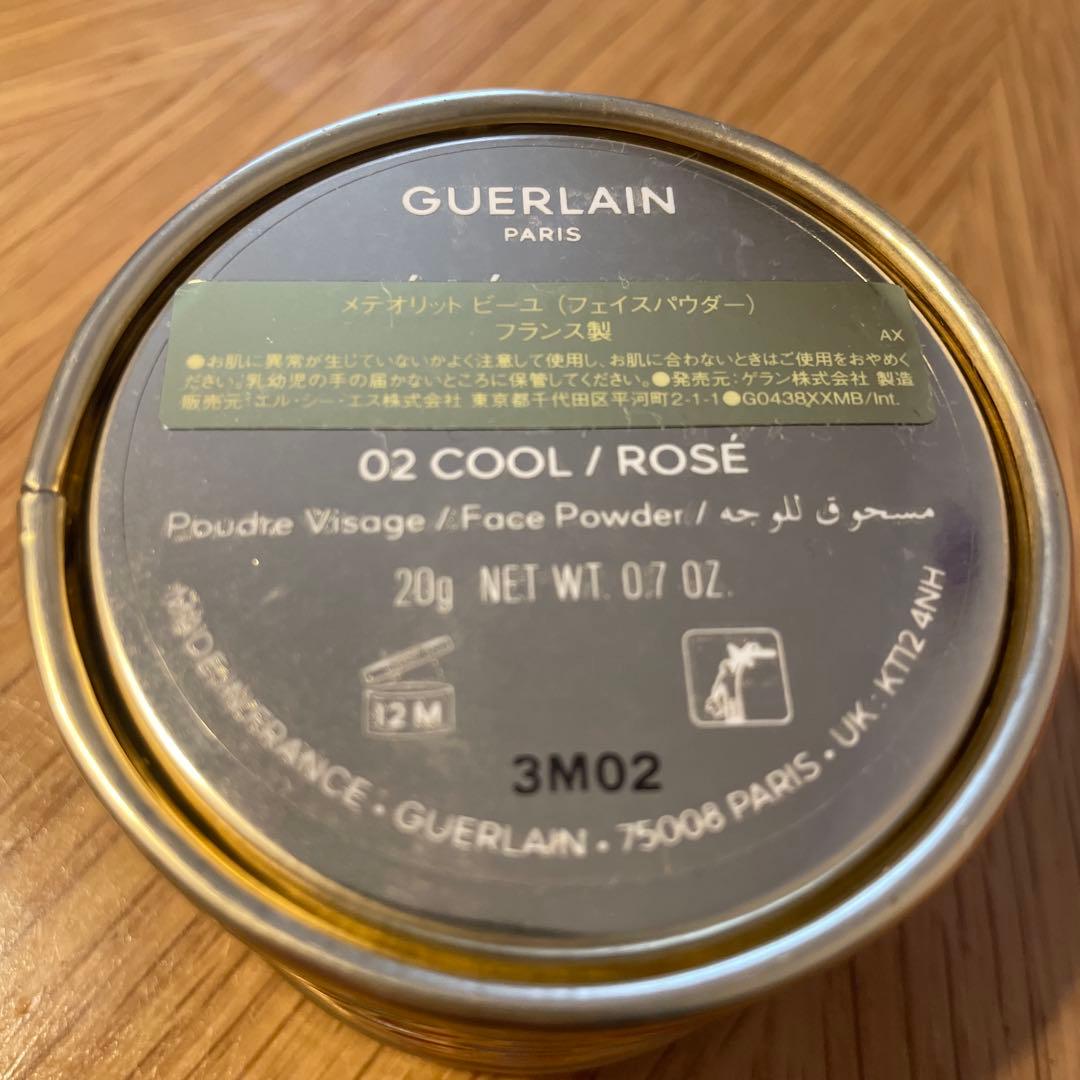 GUERLAIN
PARIS
メテオリット ビーユ（フェイスパウダー）
フランス製
AX
●お肌に異常が生じていないかよく注意して使用し、お肌に合わないときはご使用をおやめく
ださい。乳幼児の手の届かないところに保管してください。●発売元：ゲラン株式会社 製造
販売元：エル・シー・エス株式会社 東京都千代田区平河町2-1-1●G0438XXMB/Int.
02 COOL / ROSÉ
Poudre Visage / Face Powder / مسحوق للوجه
20g NET WT. 0.7 OZ.
12 M
3M02
MADE IN FRANCE • GUERLAIN • 75008 PARIS • UK : KT12 4NH